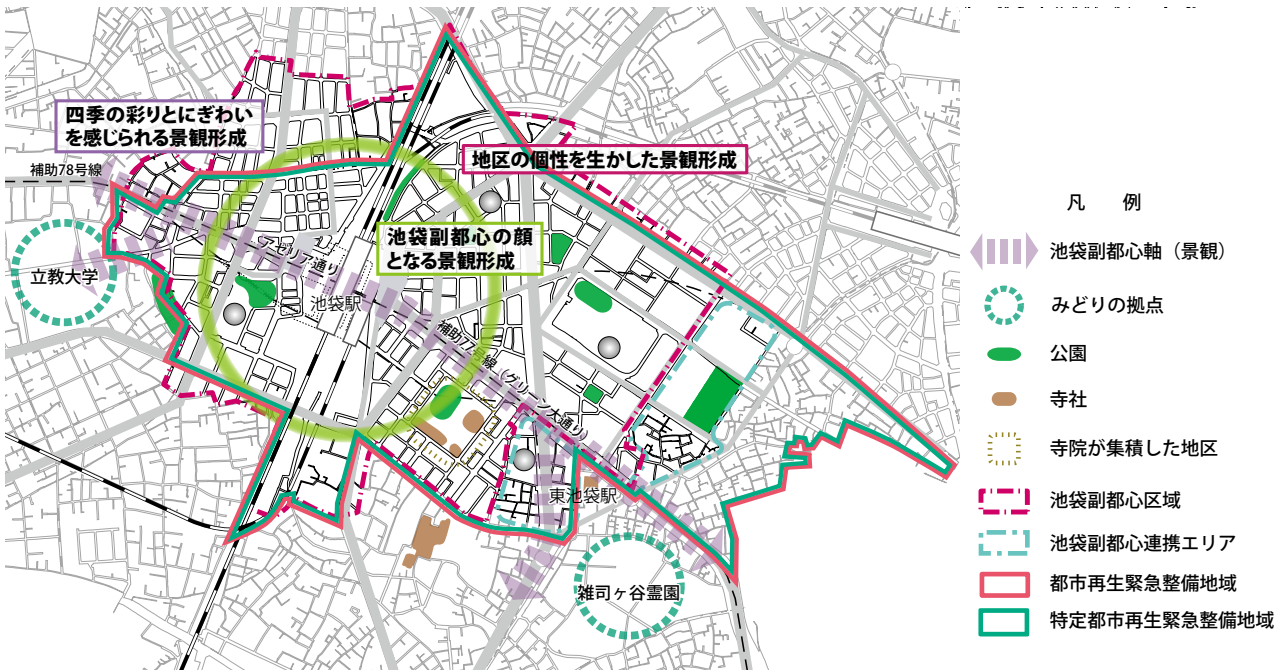 四季の彩りとにぎわい
を感じられる景観形成
補助78号線
地区の個性を生かした景観形成
池袋副都心の顔
となる景観形成
アゼリア通り
立教大学
池袋駅
補助77号線（グリーン大通り）
東池袋駅
雑司ヶ谷霊園
凡　例
池袋副都心軸（景観）
みどりの拠点
公園
寺社
寺院が集積した地区
池袋副都心区域
池袋副都心連携エリア
都市再生緊急整備地域
特定都市再生緊急整備地域